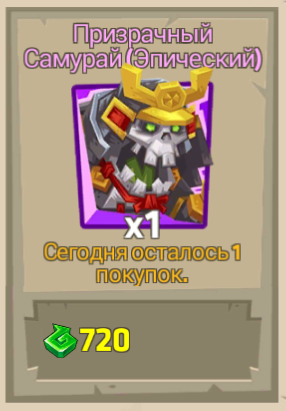 Призрачный
Самурай (Эпический)
x1
Сегодня осталось 1
покупок.
720